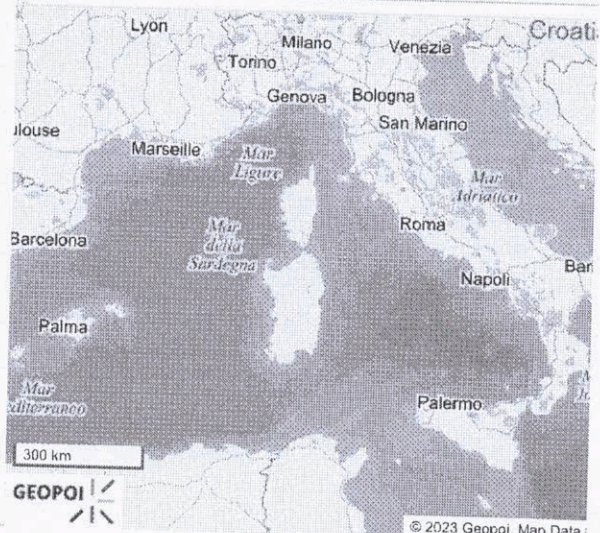 Lyon
Croati
Milano
Venezia
Torino
Genova
Bologna
San Marino
ulouse
Marseille
Mar
Ligure
Mar
Adriatico
Mar
della
Sardegna
Barcelona
Roma
Napoli
Bar
Palma
Mar
diterraneo
Palermo
300 km
GEOPOI
© 2023 Geopoi, Map Data